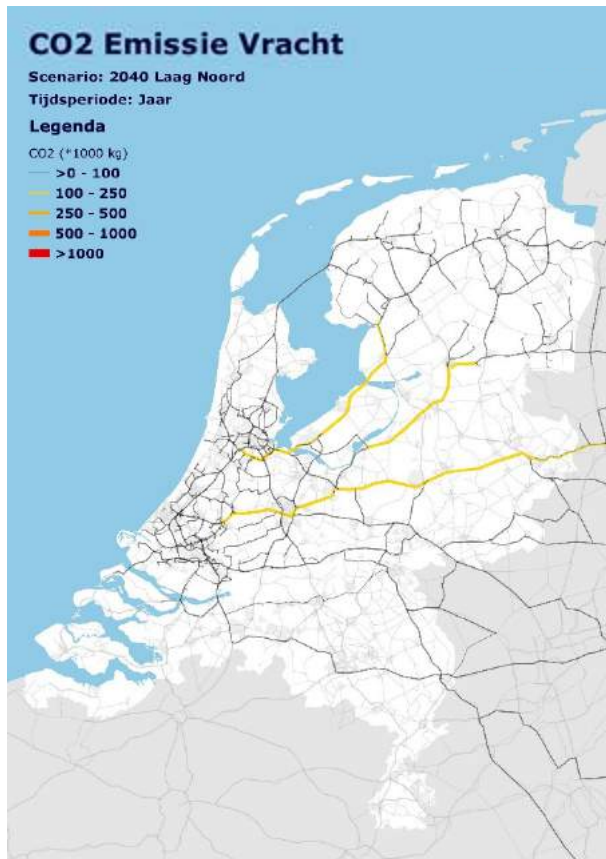 CO2 Emissie Vracht
Scenario: 2040 Laag Noord
Tijdsperiode: Jaar
Legenda
CO2 (*1000 kg)
>0 - 100
100 - 250
250 - 500
500 - 1000
>1000